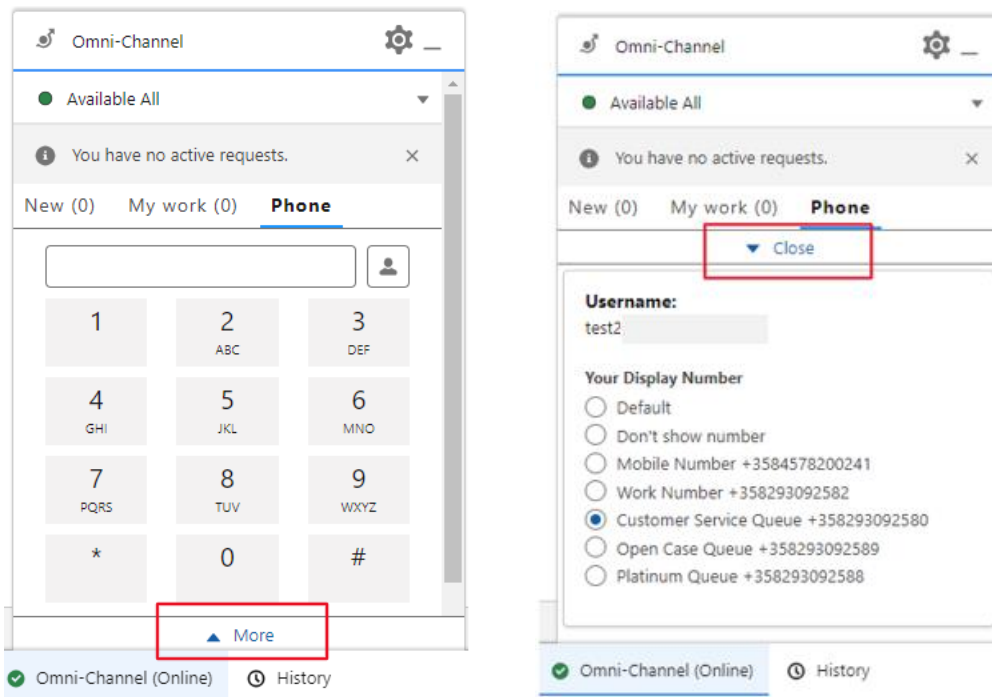 Omni-Channel
Available All
You have no active requests.
New (0) My work (0) Phone
1 2 3
ABC DEF
4 5 6
GHI JKL MNO
7 8 9
PQRS TUV WXYZ
* 0 #
More
Omni-Channel (Online) History
Omni-Channel
Available All
You have no active requests.
New (0) My work (0) Phone
Close
Username:
test2
Your Display Number
Default
Don't show number
Mobile Number +3584578200241
Work Number +358293092582
Customer Service Queue +358293092580
Open Case Queue +358293092589
Platinum Queue +358293092588
Omni-Channel (Online) History